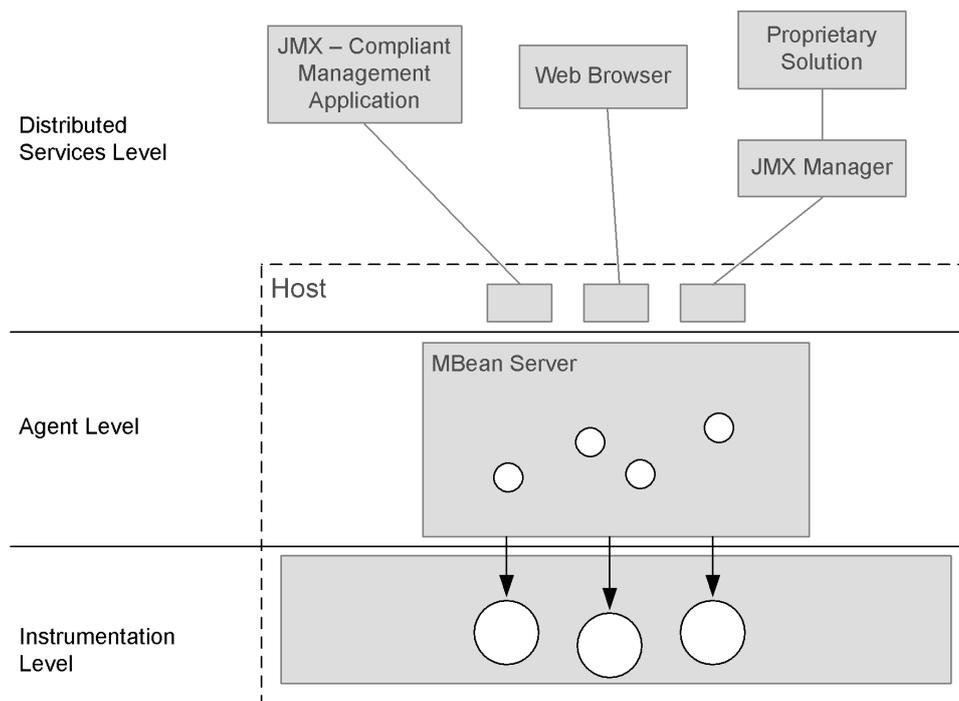 JMX – Compliant
Management
Application
Web Browser
Proprietary
Solution
Distributed
Services Level
JMX Manager
Host
MBean Server
Agent Level
Instrumentation
Level